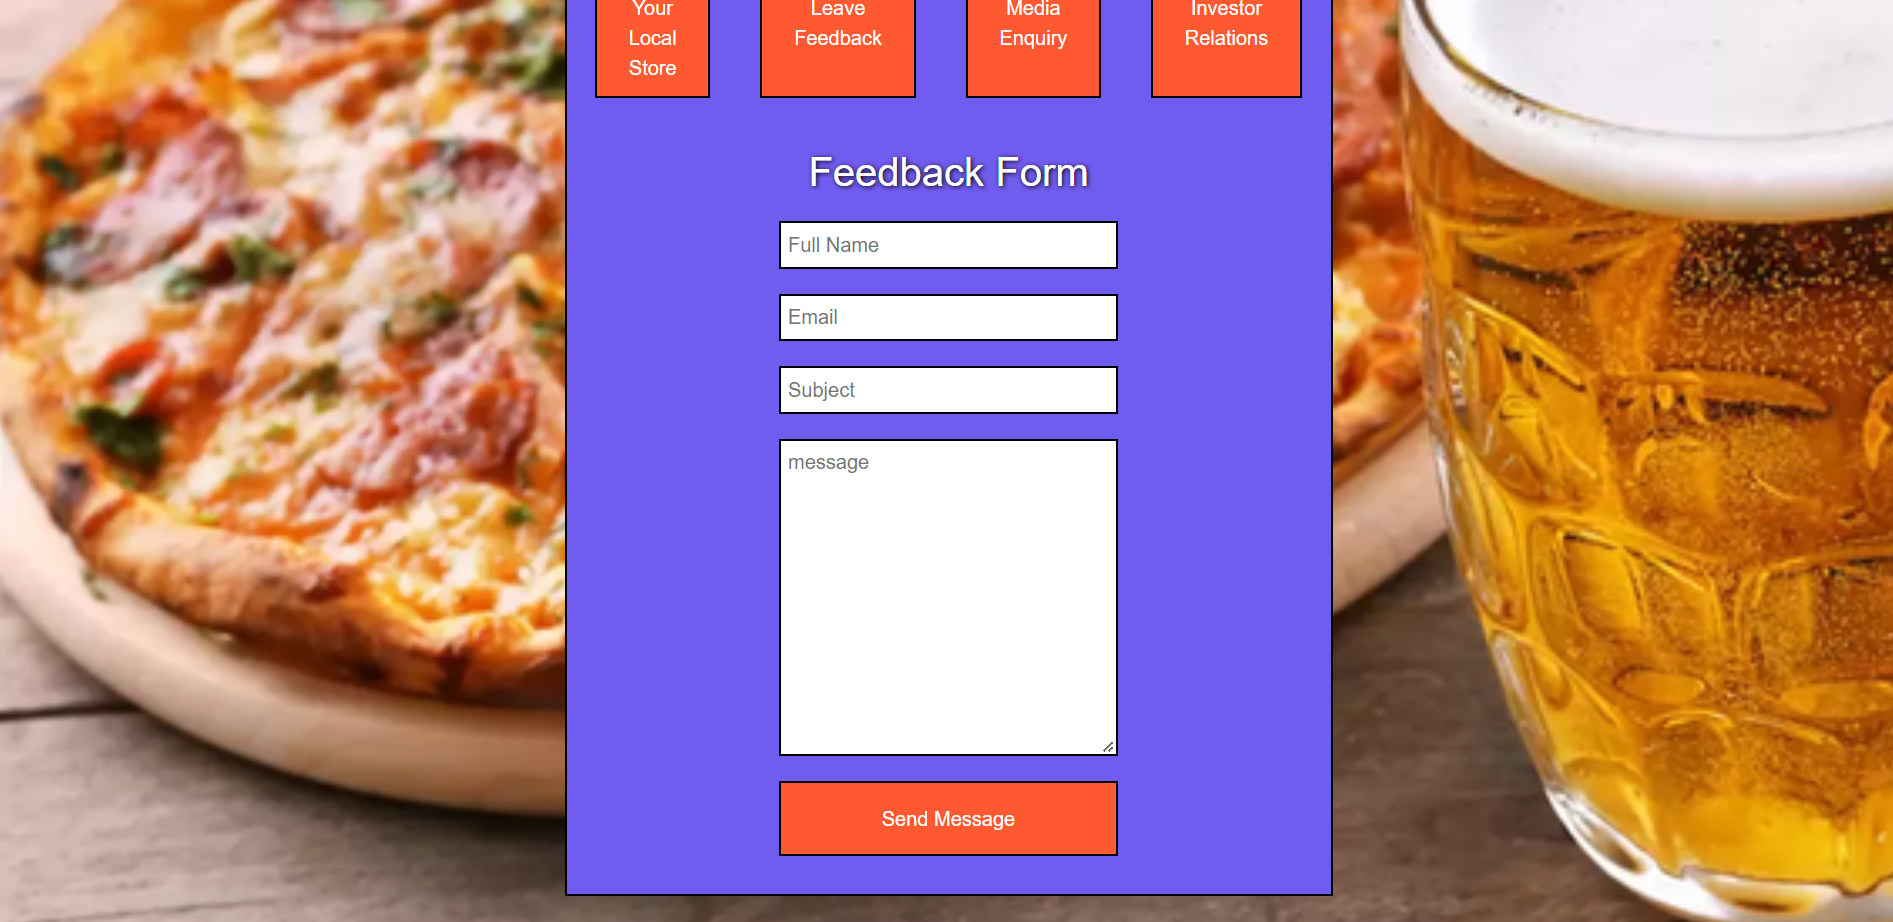 Your
Local
Store
Leave
Feedback
Media
Enquiry
Investor
Relations
Feedback Form
Full Name
Email
Subject
message
Send Message